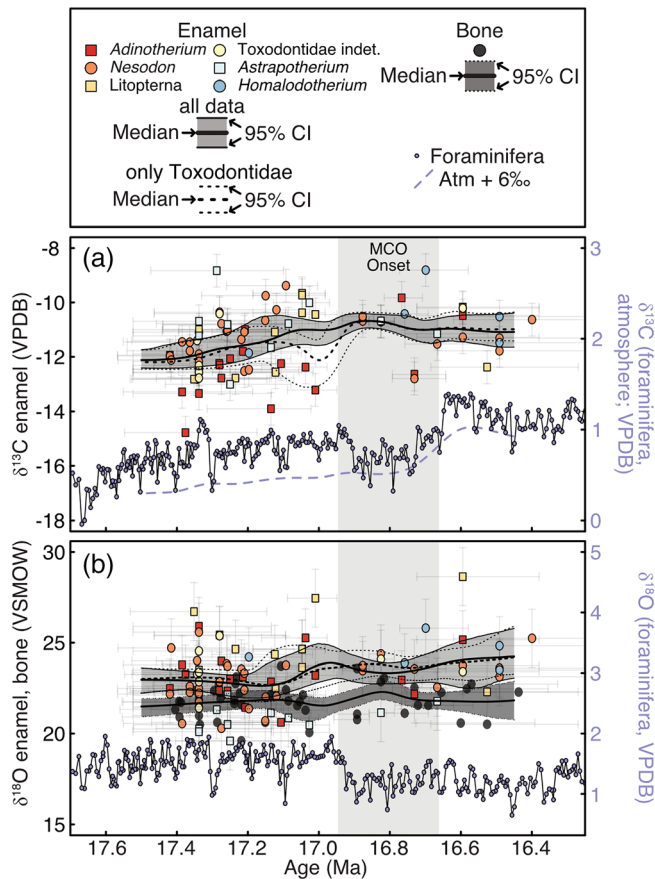 Enamel
Bone
Adinotherium
Toxodontidae indet.
Nesodon
Astrapotherium
Litopterna
Homalodotherium
Median
95% CI
all data
Median
95% CI
only Toxodontidae
Median
95% CI
Foraminifera
Atm + 6‰
(a)
MCO
Onset
-8
-10
-12
-14
-16
-18
δ13C enamel (VPDB)
3
2
1
0
δ13C (foraminifera,
atmosphere; VPDB)
(b)
30
25
20
15
δ18O enamel, bone (VSMOW)
5
4
3
2
1
δ18O (foraminifera, VPDB)
17.6 17.4 17.2 17.0 16.8 16.6 16.4
Age (Ma)